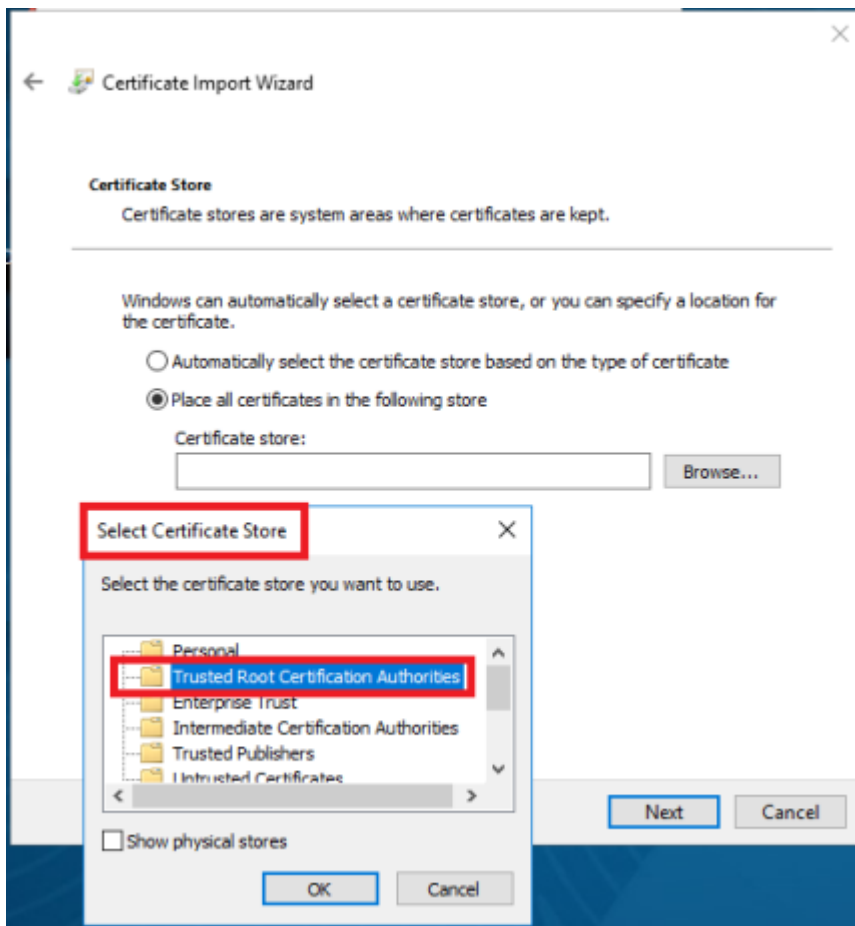 Certificate Import Wizard
Certificate Store
Certificate stores are system areas where certificates are kept.
Windows can automatically select a certificate store, or you can specify a location for
the certificate.
Automatically select the certificate store based on the type of certificate
Place all certificates in the following store
Certificate store:
Browse...
Select Certificate Store
Select the certificate store you want to use.
Personal
Trusted Root Certification Authorities
Enterprise Trust
Intermediate Certification Authorities
Trusted Publishers
Untrusted Certificates
Show physical stores
OK
Cancel
Next
Cancel